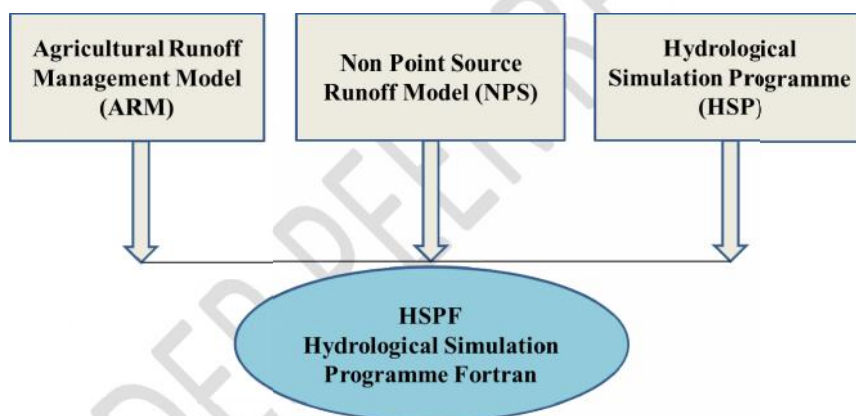 Agricultural Runoff
Management Model
(ARM)
Non Point Source
Runoff Model (NPS)
Hydrological
Simulation Programme
(HSP)
HSPF
Hydrological Simulation
Programme Fortran